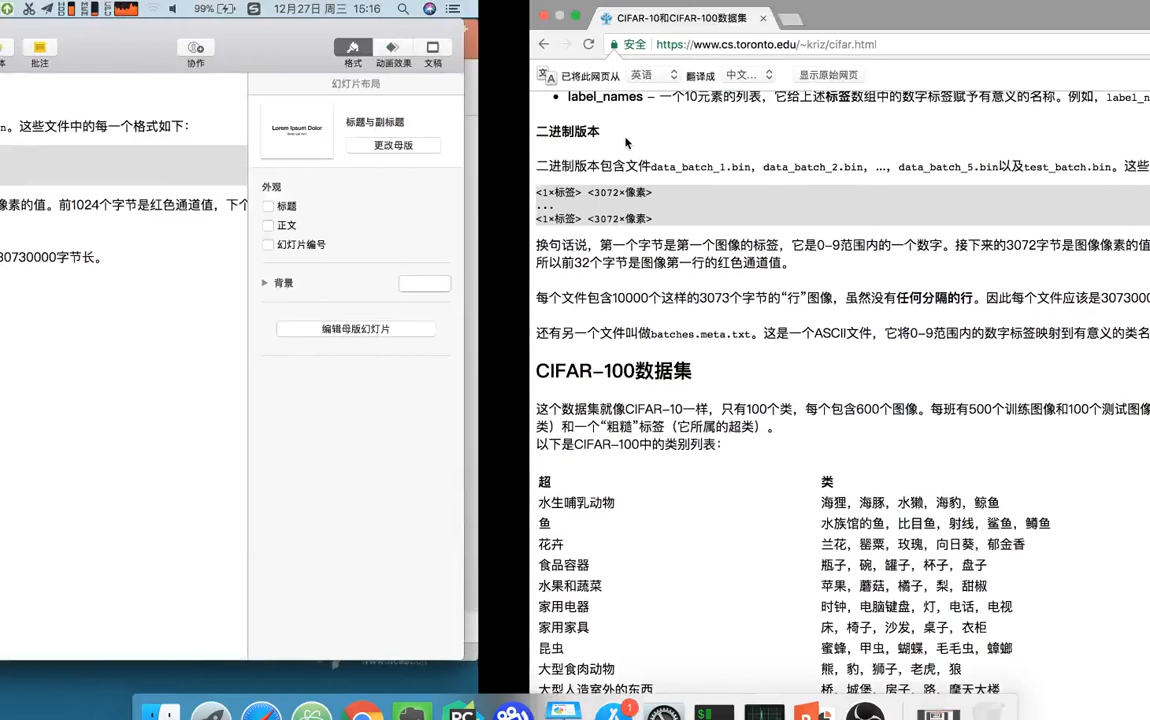 99% 12月27日 周三 15:16
批注
协作
格式 动画效果 文稿
幻灯片布局
Lorem Ipsum Dolor
标题与副标题
更改母版
外观
标题
正文
幻灯片编号
背景
编辑母版幻灯片
n。这些文件中的每一个格式如下：
像素的值。前1024个字节是红色通道值，下个
30730000字节长。
CIFAR-10和CIFAR-100数据集
安全 https://www.cs.toronto.edu/~kriz/cifar.html
已将此网页从 英语 翻译成 中文... 显示原始网页
label_names – 一个10元素的列表，它给上述标签数组中的数字标签赋予有意义的名称。例如，label_n
二进制版本
二进制版本包含文件data_batch_1.bin，data_batch_2.bin，...，data_batch_5.bin以及test_batch.bin。这些
<1×标签> <3072×像素>
...
<1×标签> <3072×像素>
换句话说，第一个字节是第一个图像的标签，它是0-9范围内的一个数字。接下来的3072字节是图像像素的值
所以前32个字节是图像第一行的红色通道值。
每个文件包含10000个这样的3073个字节的“行”图像，虽然没有任何分隔的行。因此每个文件应该是3073000
还有另一个文件叫做batches.meta.txt。这是一个ASCII文件，它将0-9范围内的数字标签映射到有意义的类名
CIFAR-100数据集
这个数据集就像CIFAR-10一样，只有100个类，每个包含600个图像。每班有500个训练图像和100个测试图像
类）和一个“粗糙”标签（它所属的超类）。
以下是CIFAR-100中的类别列表：
超 类
水生哺乳动物 海狸，海豚，水獭，海豹，鲸鱼
鱼 水族馆的鱼，比目鱼，射线，鲨鱼，鳟鱼
花卉 兰花，罂粟，玫瑰，向日葵，郁金香
食品容器 瓶子，碗，罐子，杯子，盘子
水果和蔬菜 苹果，蘑菇，橘子，梨，甜椒
家用电器 时钟，电脑键盘，灯，电话，电视
家用家具 床，椅子，沙发，桌子，衣柜
昆虫 蜜蜂，甲虫，蝴蝶，毛毛虫，蟑螂
大型食肉动物 熊，豹，狮子，老虎，狼
大型人造室外的东西 桥，城堡，房子，路，摩天大楼
PC 1